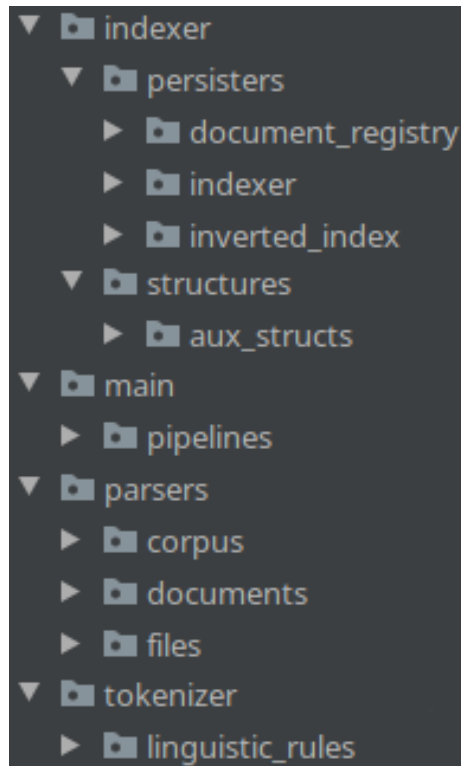 indexer
persisters
document_registry
indexer
inverted_index
structures
aux_structs
main
pipelines
parsers
corpus
documents
files
tokenizer
linguistic_rules